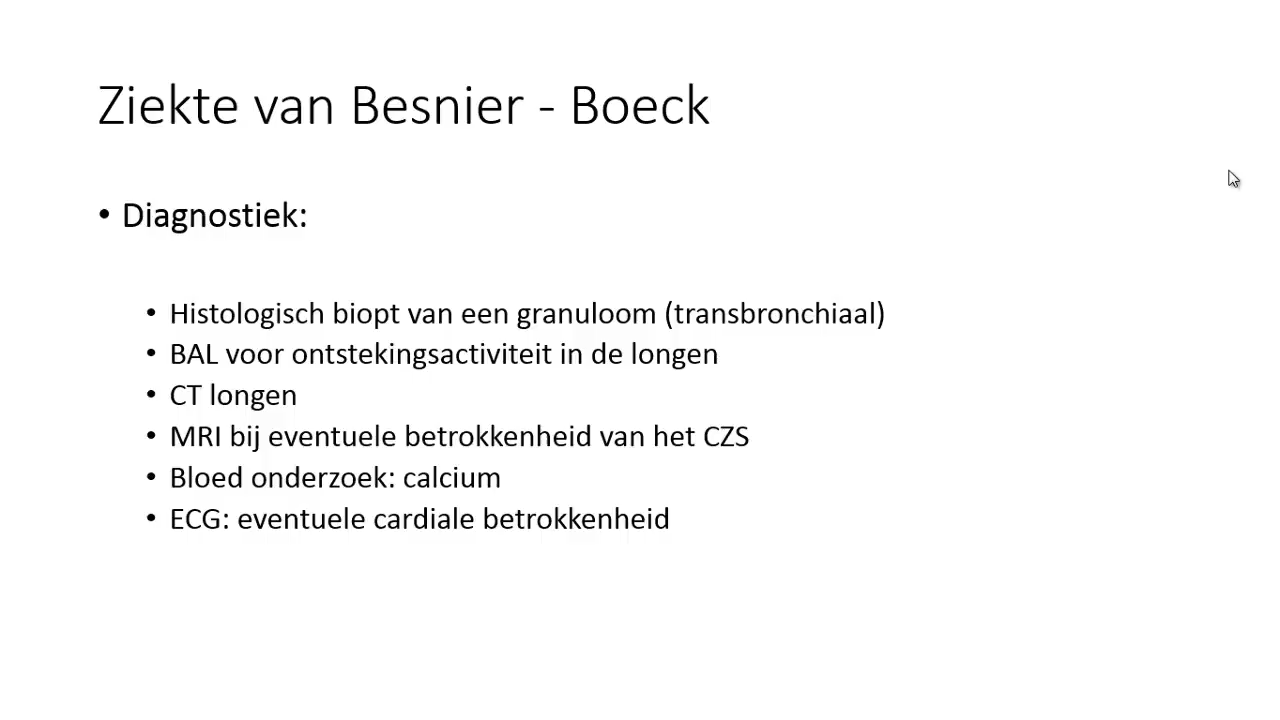 Ziekte van Besnier - Boeck
• Diagnostiek:
• Histologisch biopt van een granuloom (transbronchiaal)
• BAL voor ontstekingsactiviteit in de longen
• CT longen
• MRI bij eventuele betrokkenheid van het CZS
• Bloed onderzoek: calcium
• ECG: eventuele cardiale betrokkenheid